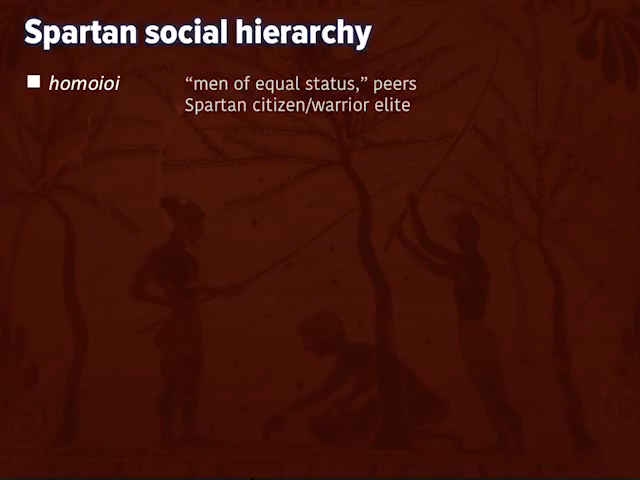 Spartan social hierarchy
homoioi
“men of equal status,” peers
Spartan citizen/warrior elite